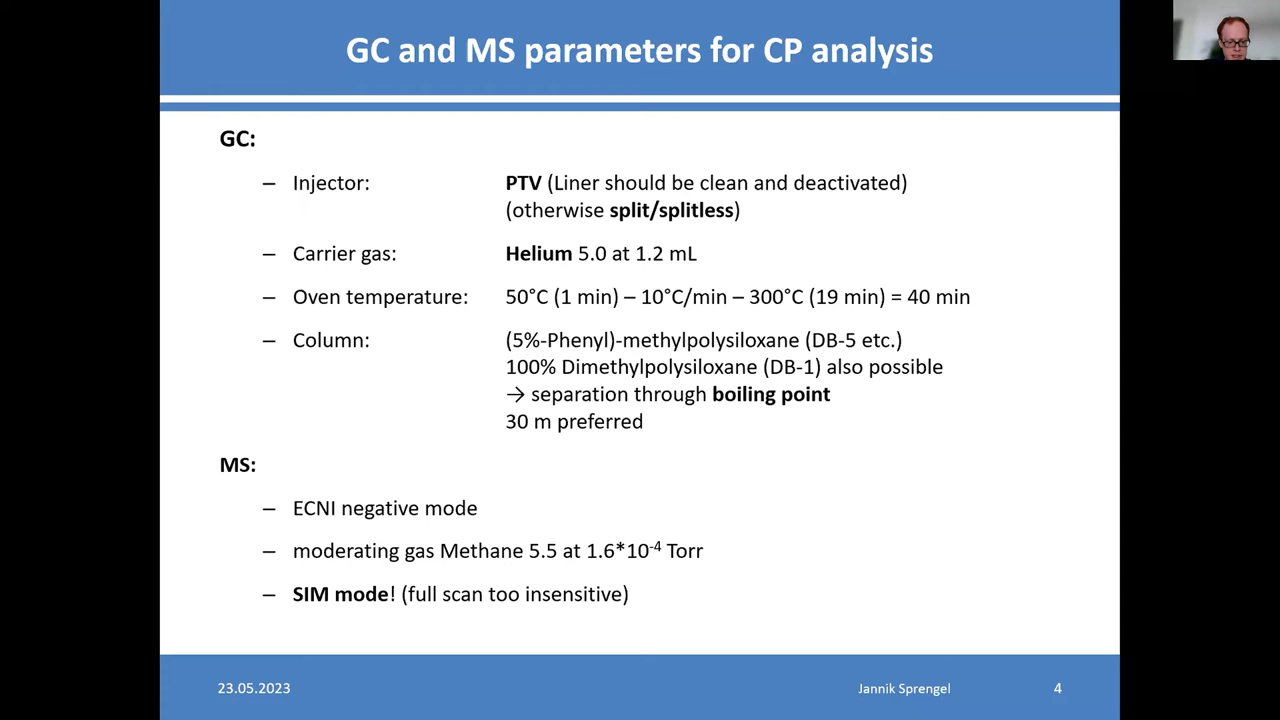 GC and MS parameters for CP analysis
GC:
– Injector: PTV (Liner should be clean and deactivated)
(otherwise split/splitless)
– Carrier gas: Helium 5.0 at 1.2 mL
– Oven temperature: 50°C (1 min) – 10°C/min – 300°C (19 min) = 40 min
– Column: (5%-Phenyl)-methylpolysiloxane (DB-5 etc.)
100% Dimethylpolysiloxane (DB-1) also possible
→ separation through boiling point
30 m preferred
MS:
– ECNI negative mode
– moderating gas Methane 5.5 at 1.6*10⁻⁴ Torr
– SIM mode! (full scan too insensitive)
23.05.2023 Jannik Sprengel 4